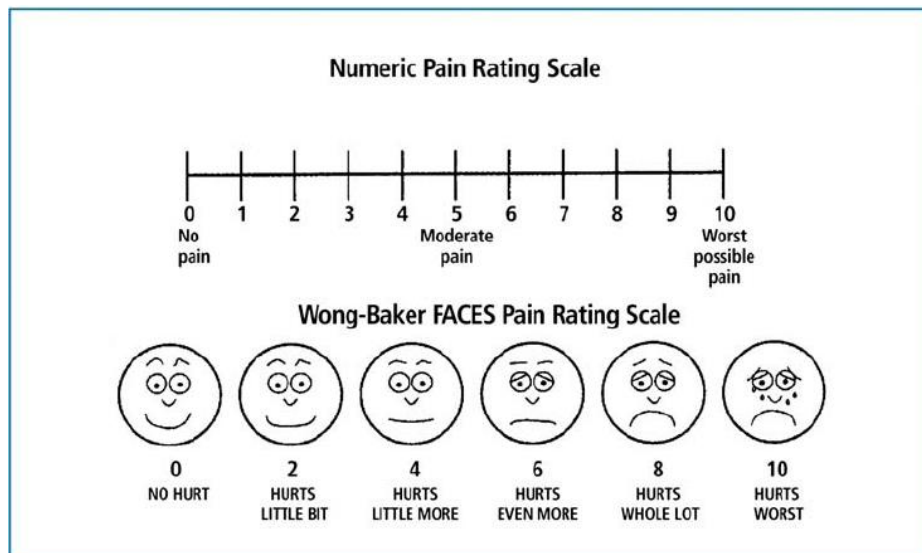 Numeric Pain Rating Scale
0 1 2 3 4 5 6 7 8 9 10
No pain
Moderate pain
Worst possible pain
Wong-Baker FACES Pain Rating Scale
0 2 4 6 8 10
NO HURT
HURTS LITTLE BIT
HURTS LITTLE MORE
HURTS EVEN MORE
HURTS WHOLE LOT
HURTS WORST